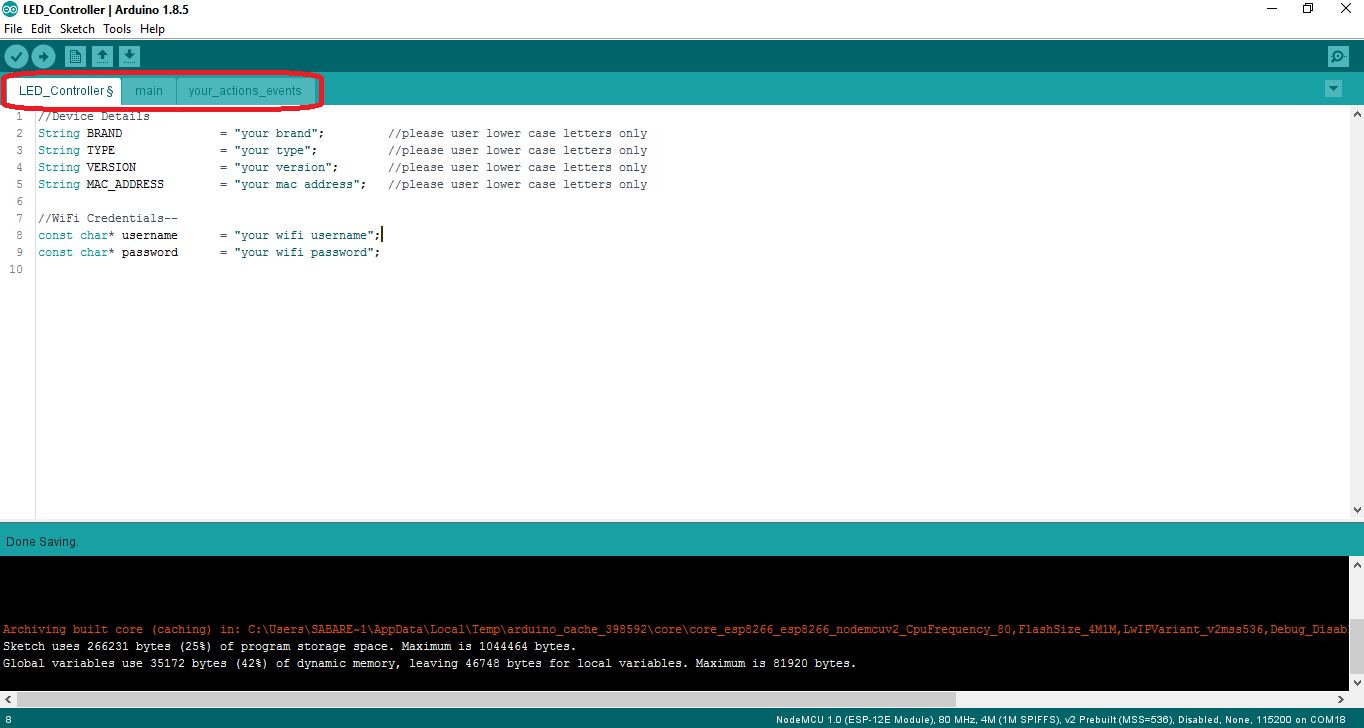 LED_Controller | Arduino 1.8.5
File Edit Sketch Tools Help
LED_Controller § main your_actions_events
1 //Device Details
2 String BRAND = "your brand"; //please user lower case letters only
3 String TYPE = "your type"; //please user lower case letters only
4 String VERSION = "your version"; //please user lower case letters only
5 String MAC_ADDRESS = "your mac address"; //please user lower case letters only
6
7 //WiFi Credentials--
8 const char* username = "your wifi username";
9 const char* password = "your wifi password";
10
Done Saving.
Archiving built core (caching) in: C:\Users\SABARE~1\AppData\Local\Temp\arduino_cache_398592\core\core_esp8266_esp8266_nodemcuv2_CpuFrequency_80,FlashSize_4M1M,LwIPVariant_v2mss536,Debug_Disab
Sketch uses 266231 bytes (25%) of program storage space. Maximum is 1044464 bytes.
Global variables use 35172 bytes (42%) of dynamic memory, leaving 46748 bytes for local variables. Maximum is 81920 bytes.
8 NodeMCU 1.0 (ESP-12E Module), 80 MHz, 4M (1M SPIFFS), v2 Prebuilt (MSS=536), Disabled, None, 115200 on COM18